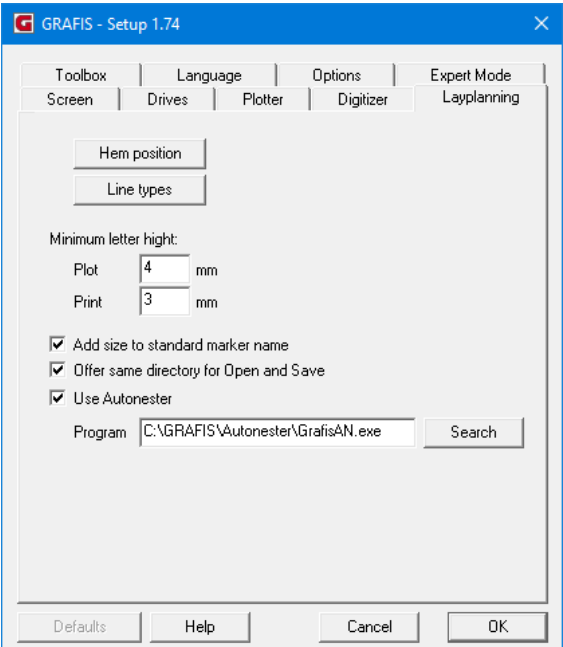 GRAFIS - Setup 1.74
Toolbox Language Options Expert Mode
Screen Drives Plotter Digitizer Layplanning
Hem position
Line types
Minimum letter hight:
Plot 4 mm
Print 3 mm
Add size to standard marker name
Offer same directory for Open and Save
Use Autonester
Program C:\GRAFIS\Autonester\GrafisAN.exe Search
Defaults Help Cancel OK